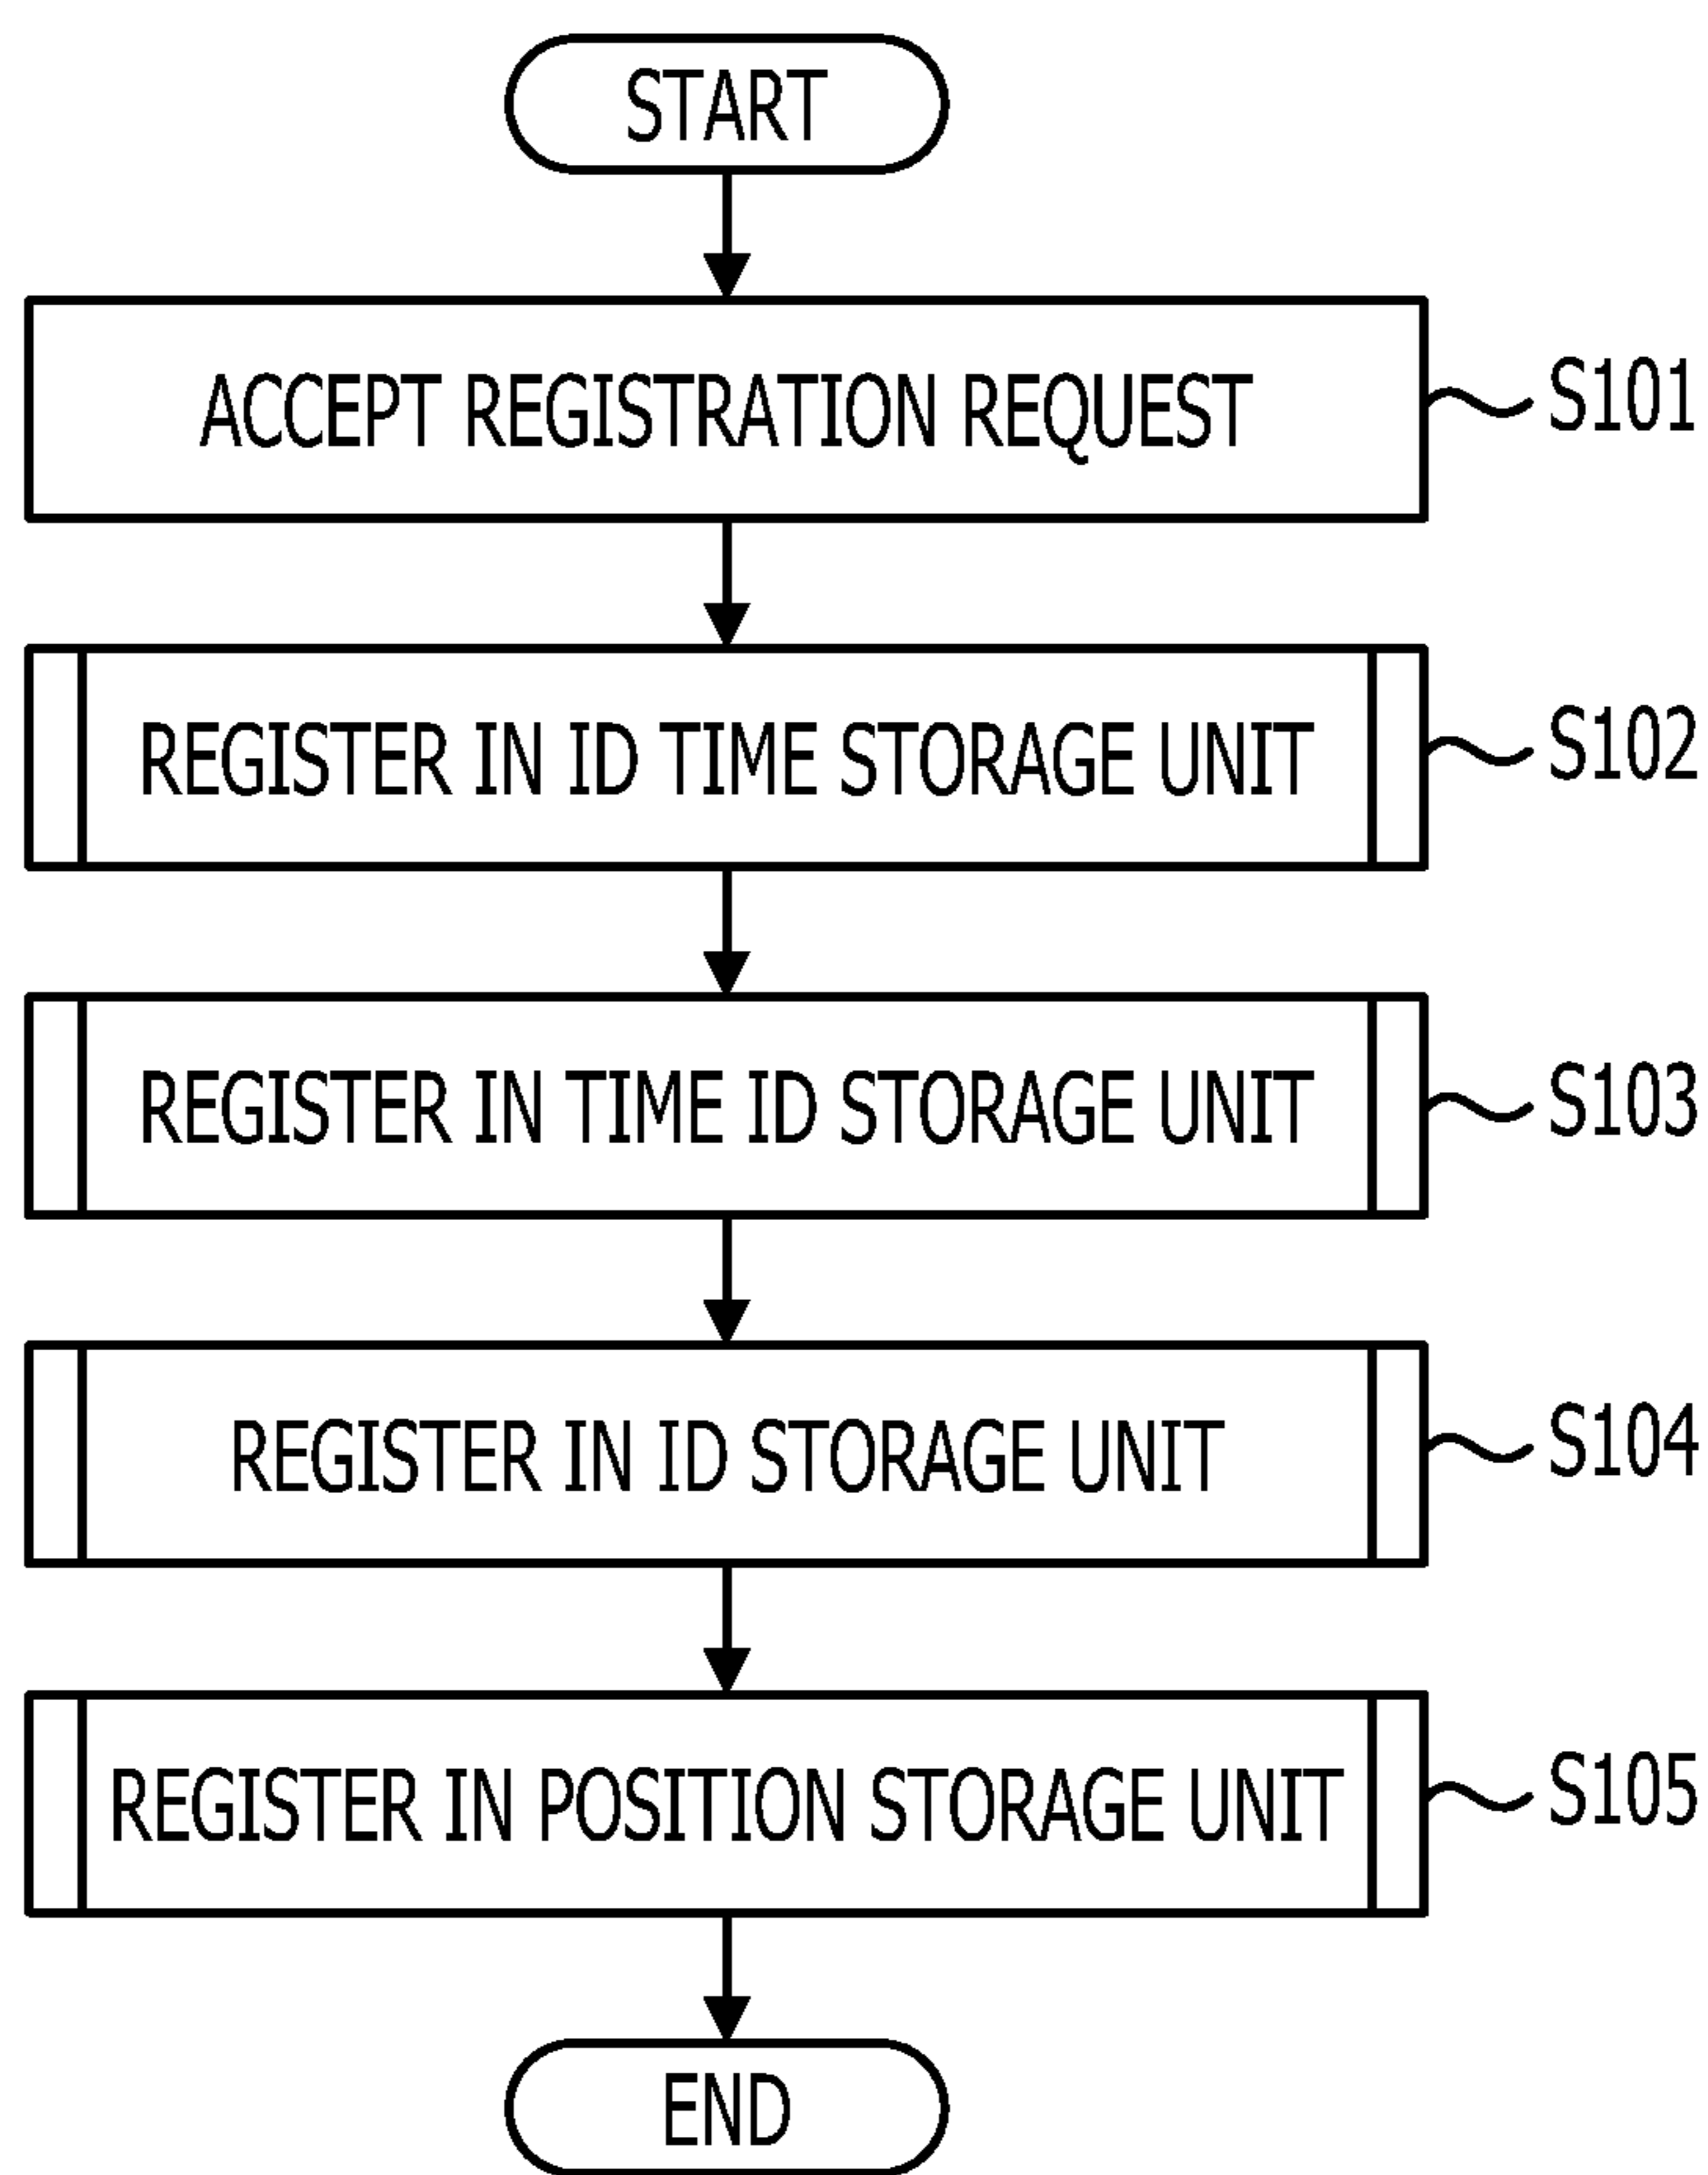 START
ACCEPT REGISTRATION REQUEST S101
REGISTER IN ID TIME STORAGE UNIT S102
REGISTER IN TIME ID STORAGE UNIT S103
REGISTER IN ID STORAGE UNIT S104
REGISTER IN POSITION STORAGE UNIT S105
END